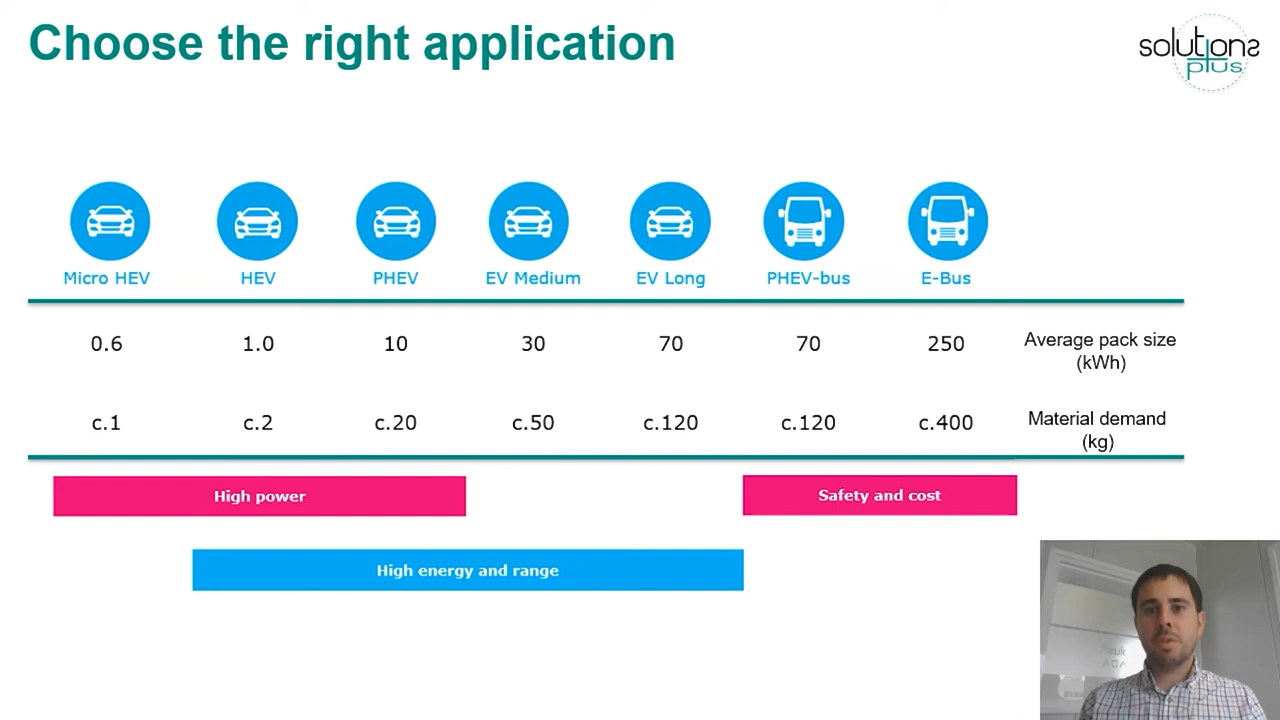 Choose the right application
solutions
plus
Micro HEV HEV PHEV EV Medium EV Long PHEV-bus E-Bus
0.6 1.0 10 30 70 70 250 Average pack size
(kWh)
c.1 c.2 c.20 c.50 c.120 c.120 c.400 Material demand
(kg)
High power Safety and cost
High energy and range